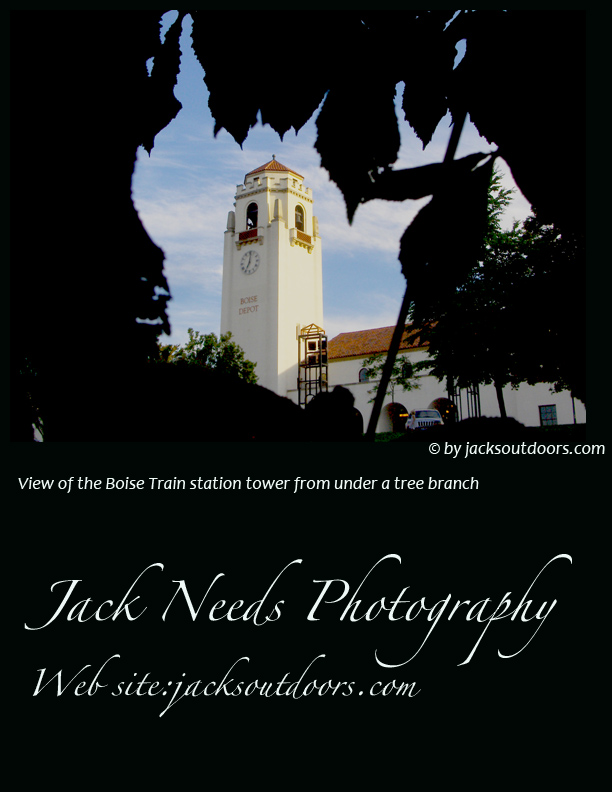 BOISE
DEPOT
© by jacksoutdoors.com
View of the Boise Train station tower from under a tree branch
Jack Needs Photography
Web site:jacksoutdoors.com